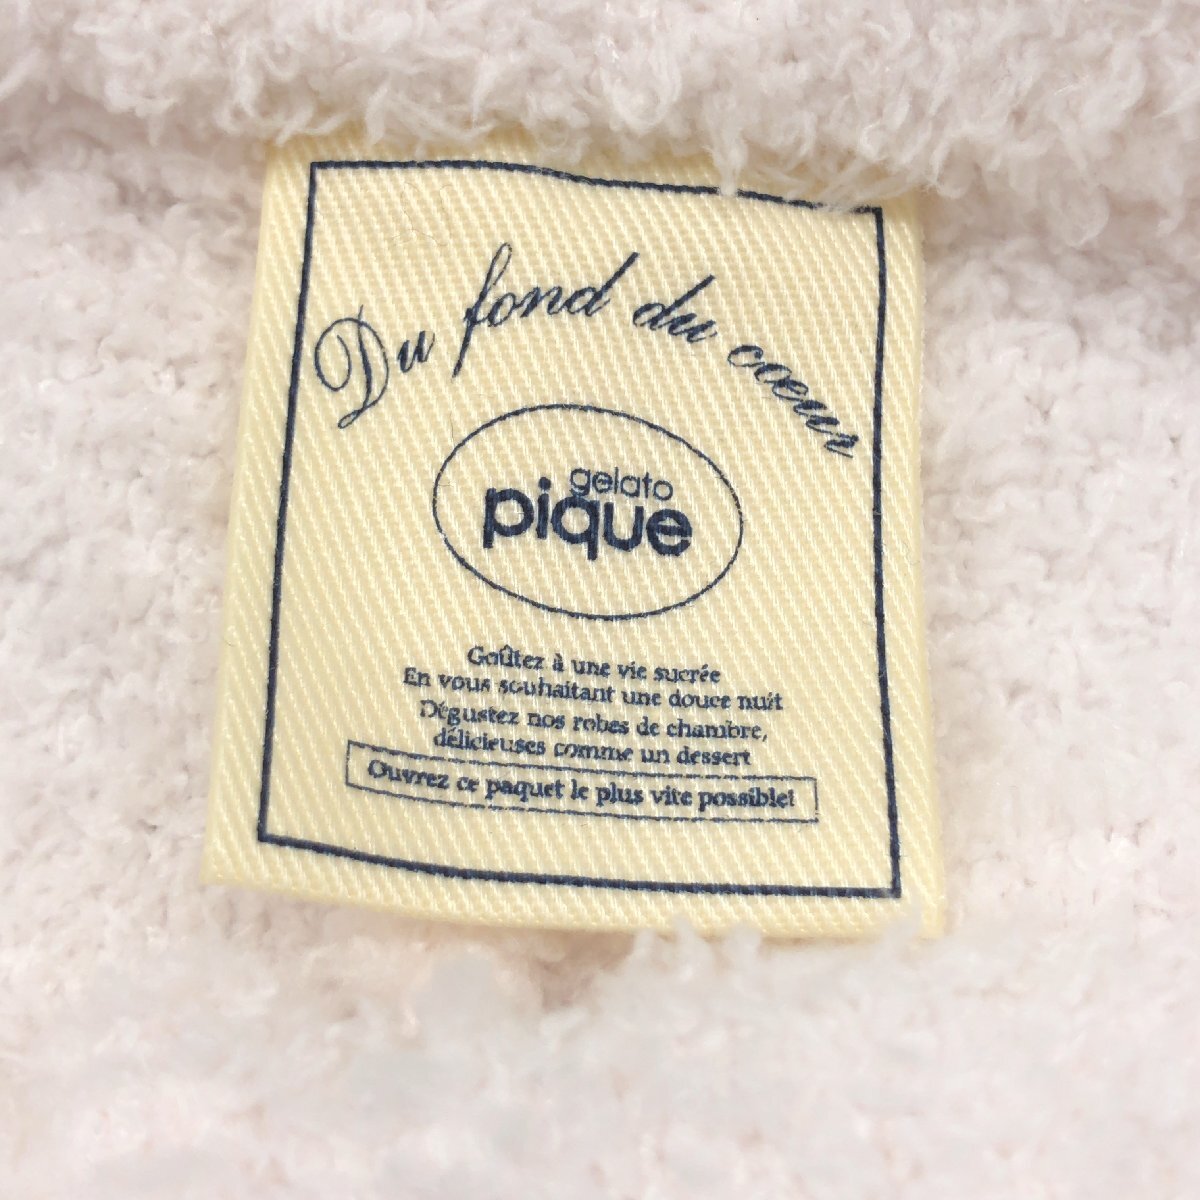 Du fond du cœur
gelato
pique
Goûtez à une vie sucrée
En vous souhaitant une douce nuit
Dégustez nos robes de chambre,
délicieuses comme un dessert
Ouvrez ce paquet le plus vite possible!